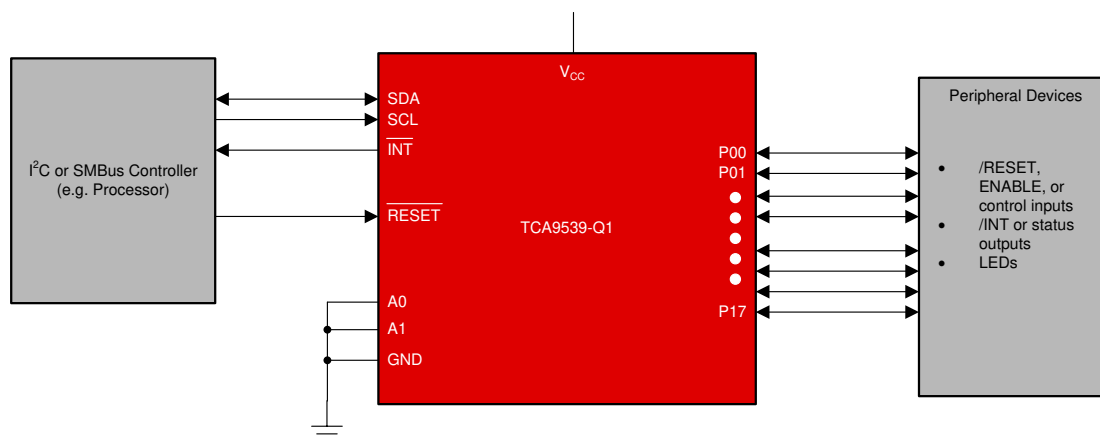 V_CC
I²C or SMBus Controller
(e.g. Processor)
SDA
SCL
INT
RESET
A0
A1
GND
TCA9539-Q1
P00
P01
P17
Peripheral Devices
• /RESET,
ENABLE, or
control inputs
• /INT or status
outputs
• LEDs